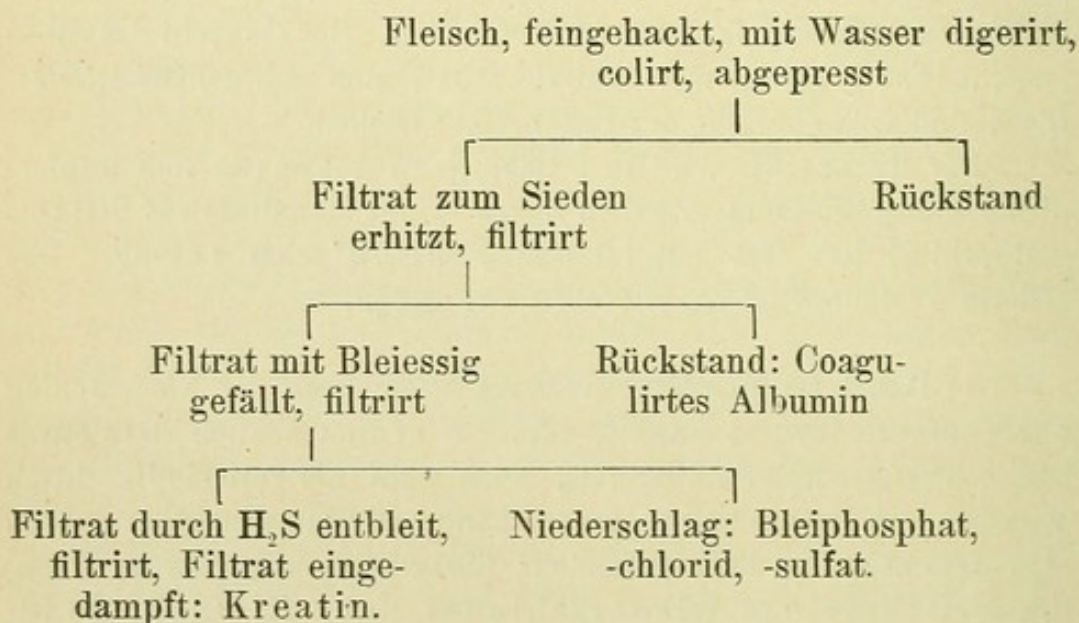 Fleisch, feingehackt, mit Wasser digerirt,
colirt, abgepresst
Filtrat zum Sieden
erhitzt, filtrirt
Rückstand
Filtrat mit Bleiessig
gefällt, filtrirt
Rückstand: Coagu-
lirtes Albumin
Filtrat durch H₂S entbleit,
filtrirt, Filtrat einge-
dampft: Kreatin.
Niederschlag: Bleiphosphat,
-chlorid, -sulfat.